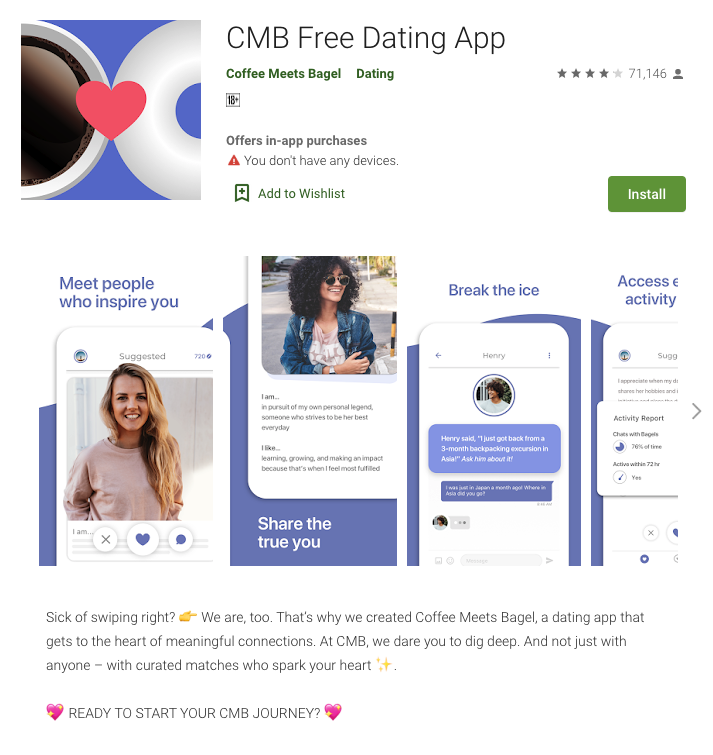 CMB Free Dating App
Coffee Meets Bagel Dating
71,146
18+
Offers in-app purchases
You don't have any devices.
Add to Wishlist
Install
Meet people
who inspire you
Suggested
720
I am...
I am...
in pursuit of my own personal legend,
someone who strives to be her best
everyday
I like...
learning, growing, and making an impact
because that's when I feel most fulfilled
Share the
true you
Break the ice
Henry
Henry said, "I just got back from a
3-month backpacking excursion in
Asia!" Ask him about it!
I was just in Japan a month ago! Where in
Asia did you go?
Message
Access e
activity
Sugg
I appreciate when my da
shares her hobbies and i
Activity Report
Chats with Bagels
76% of time
Active within 72 hr
Yes
Sick of swiping right? 👉 We are, too. That's why we created Coffee Meets Bagel, a dating app that
gets to the heart of meaningful connections. At CMB, we dare you to dig deep. And not just with
anyone – with curated matches who spark your heart ✨.
💖 READY TO START YOUR CMB JOURNEY? 💖